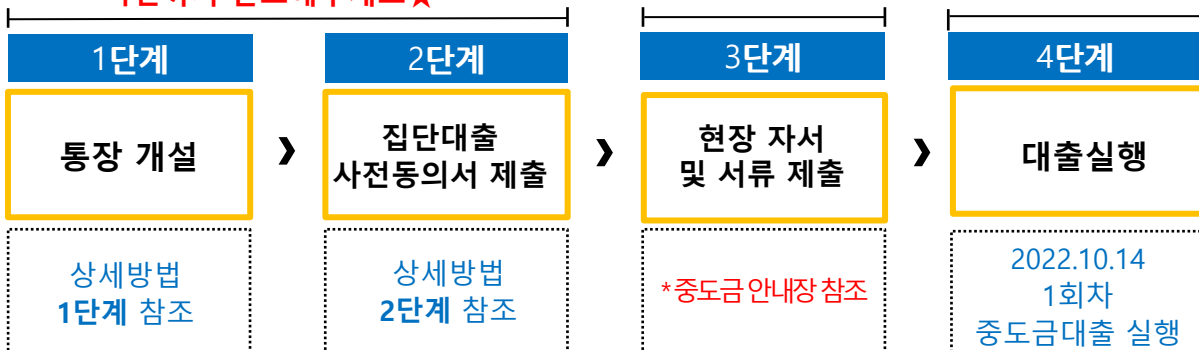 1단계
2단계
3단계
4단계
통장 개설
❯
집단대출
사전동의서 제출
❯
현장 자서
및 서류 제출
❯
대출실행
상세방법
1단계 참조
상세방법
2단계 참조
*중도금 안내장 참조
2022.10.14
1회차
중도금대출 실행